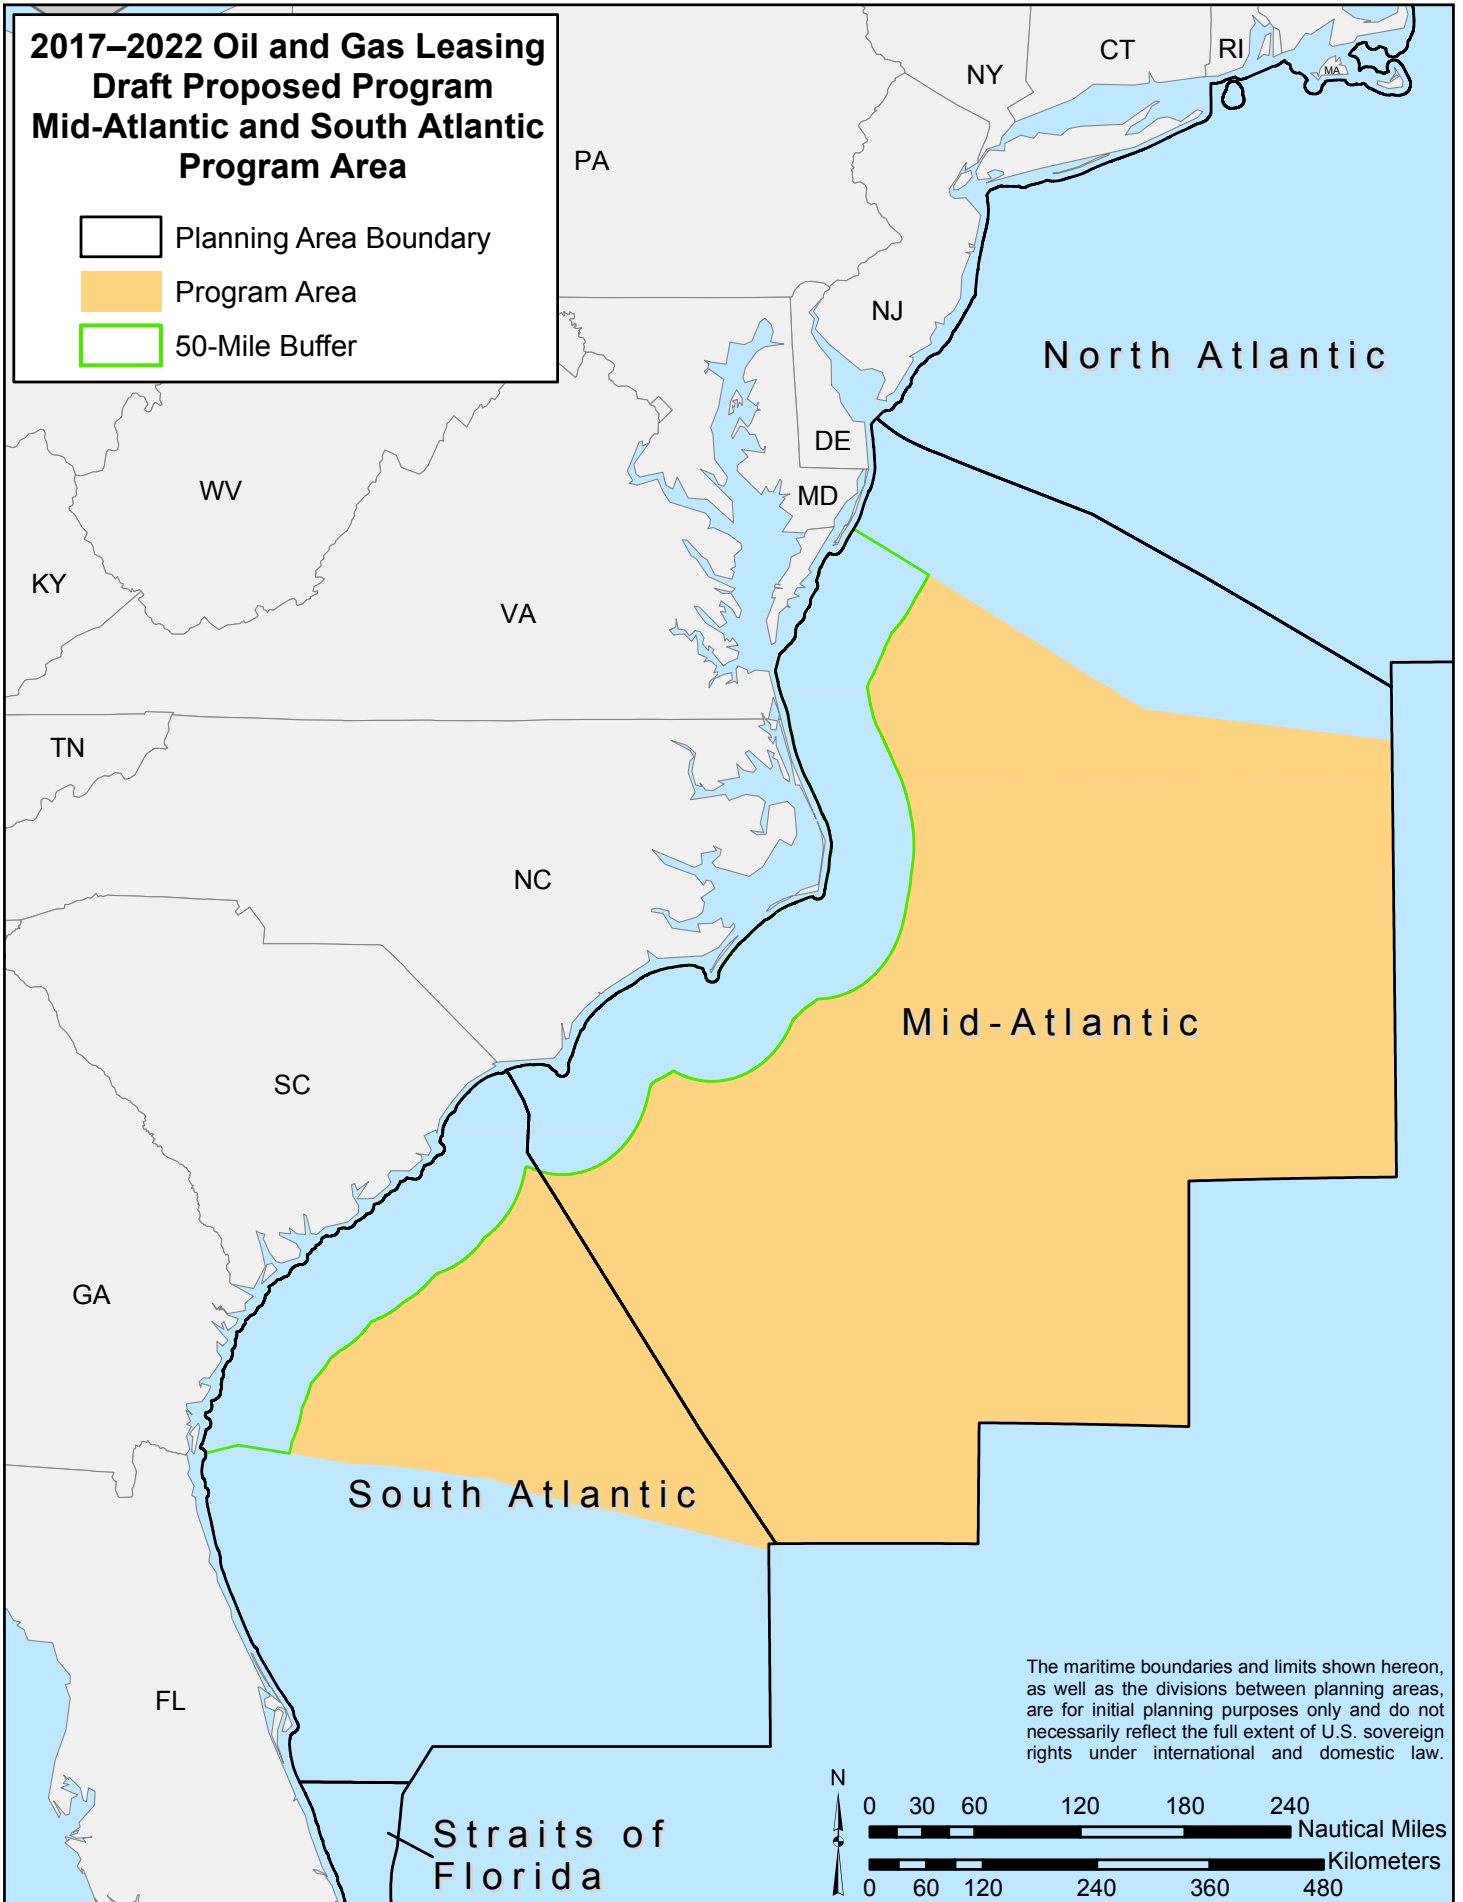 2017–2022 Oil and Gas Leasing
Draft Proposed Program
Mid-Atlantic and South Atlantic
Program Area
Planning Area Boundary
Program Area
50-Mile Buffer
NY
CT
RI
MA
PA
NJ
North Atlantic
DE
MD
WV
KY
VA
TN
NC
Mid-Atlantic
SC
GA
South Atlantic
FL
Straits of
Florida
The maritime boundaries and limits shown hereon,
as well as the divisions between planning areas,
are for initial planning purposes only and do not
necessarily reflect the full extent of U.S. sovereign
rights under international and domestic law.
N
0 30 60 120 180 240
Nautical Miles
Kilometers
0 60 120 240 360 480